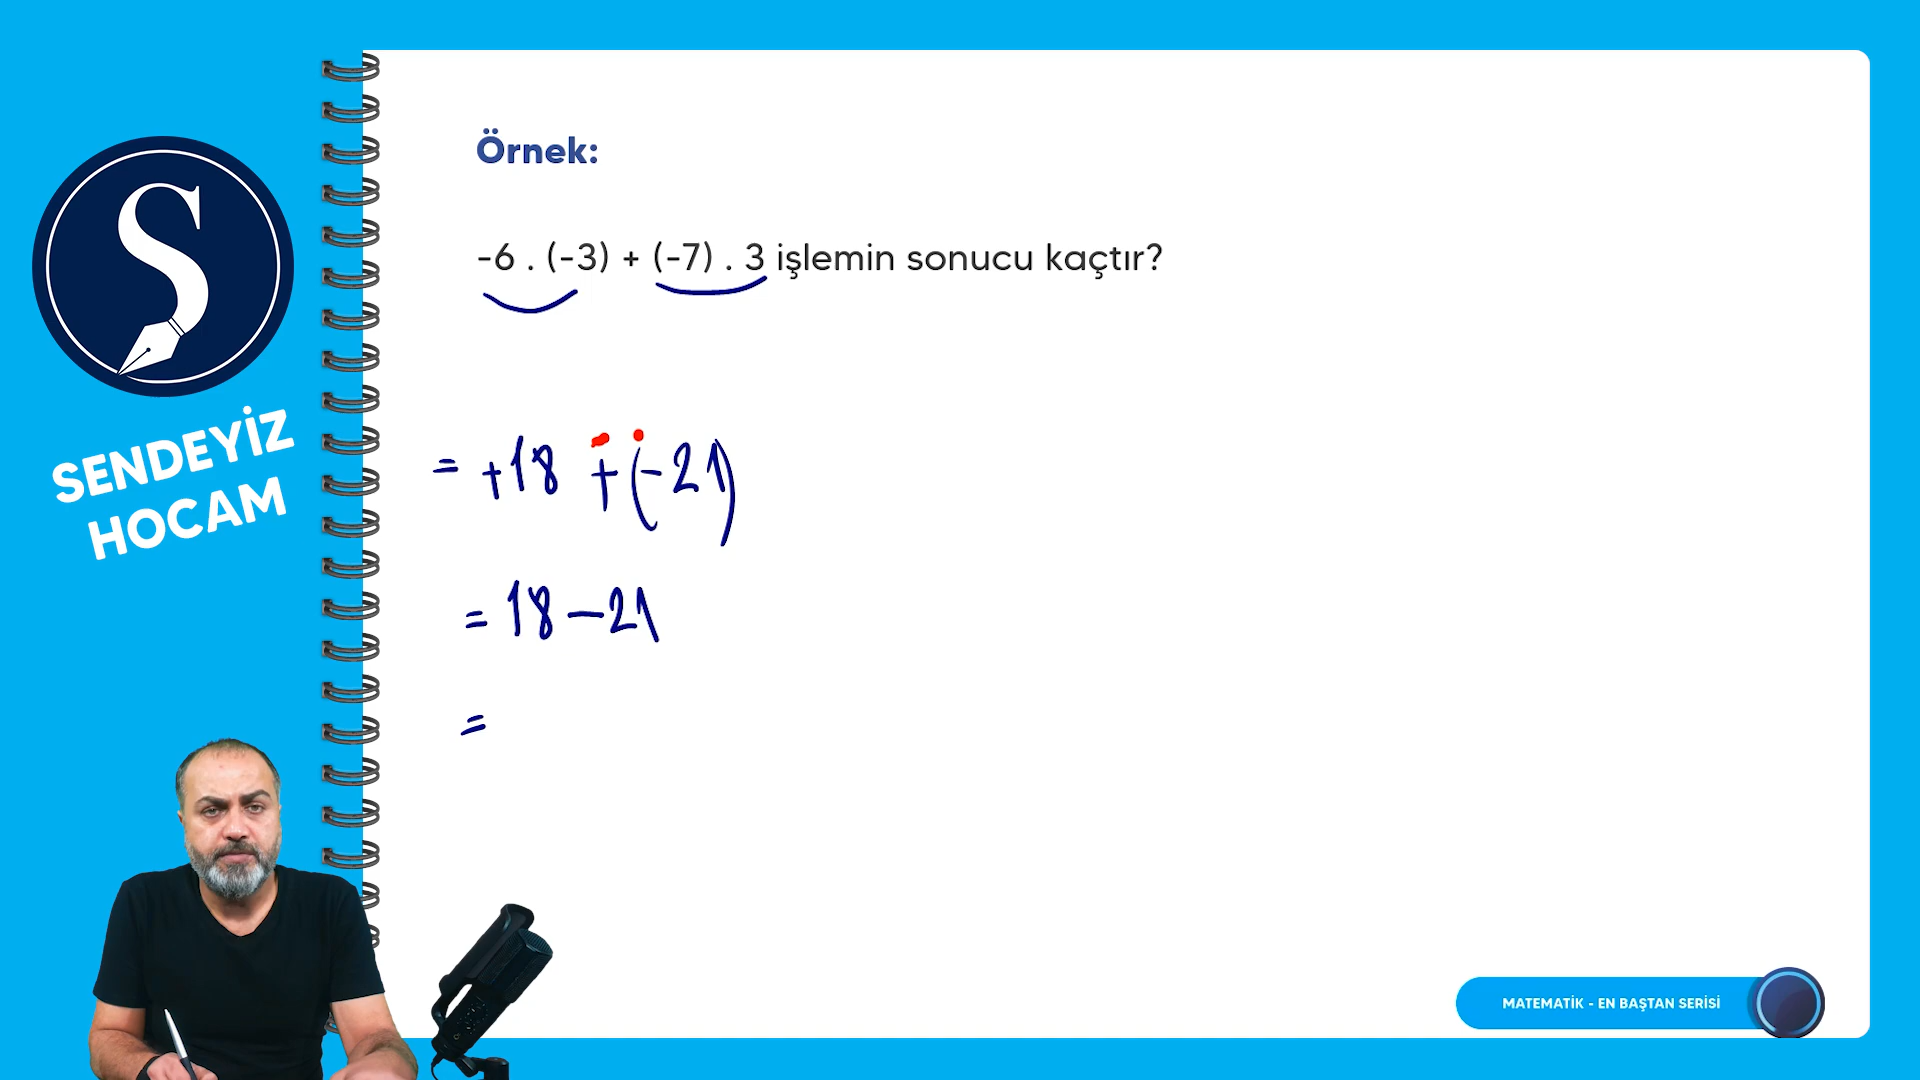 SENDEYİZ
HOCAM
Örnek:
-6 . (-3) + (-7) . 3 işlemin sonucu kaçtır?
= +18 + (-21)
= 18 - 21
=
MATEMATİK - EN BAŞTAN SERİSİ